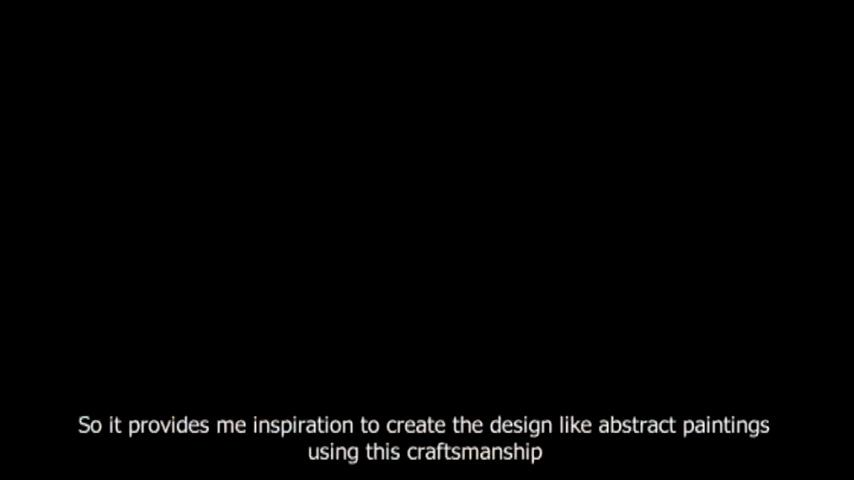 So it provides me inspiration to create the design like abstract paintings
using this craftsmanship